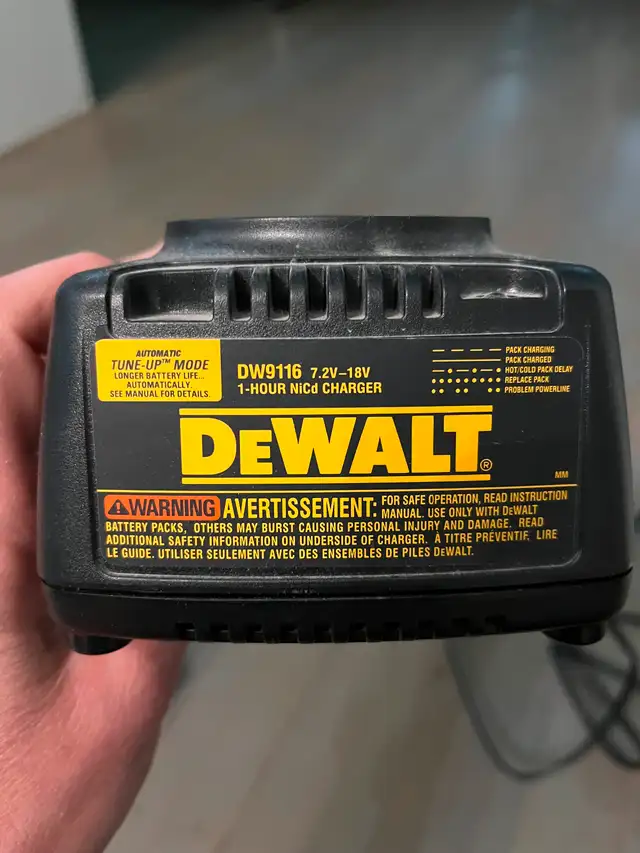 AUTOMATIC
TUNE-UP™ MODE
LONGER BATTERY LIFE...
AUTOMATICALLY.
SEE MANUAL FOR DETAILS.
DW9116 7.2V–18V
1-HOUR NiCd CHARGER
PACK CHARGING
PACK CHARGED
HOT/COLD PACK DELAY
REPLACE PACK
PROBLEM POWERLINE
DEWALT®
MM
WARNING AVERTISSEMENT: FOR SAFE OPERATION, READ INSTRUCTION
MANUAL. USE ONLY WITH DEWALT
BATTERY PACKS, OTHERS MAY BURST CAUSING PERSONAL INJURY AND DAMAGE. READ
ADDITIONAL SAFETY INFORMATION ON UNDERSIDE OF CHARGER. À TITRE PRÉVENTIF, LIRE
LE GUIDE. UTILISER SEULEMENT AVEC DES ENSEMBLES DE PILES DEWALT.